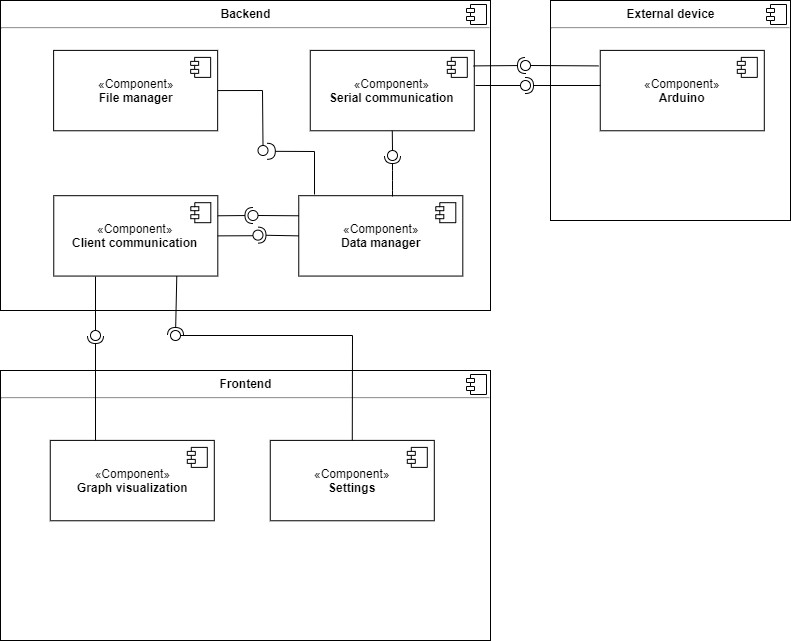 Backend
External device
«Component»
File manager
«Component»
Serial communication
«Component»
Arduino
«Component»
Client communication
«Component»
Data manager
Frontend
«Component»
Graph visualization
«Component»
Settings